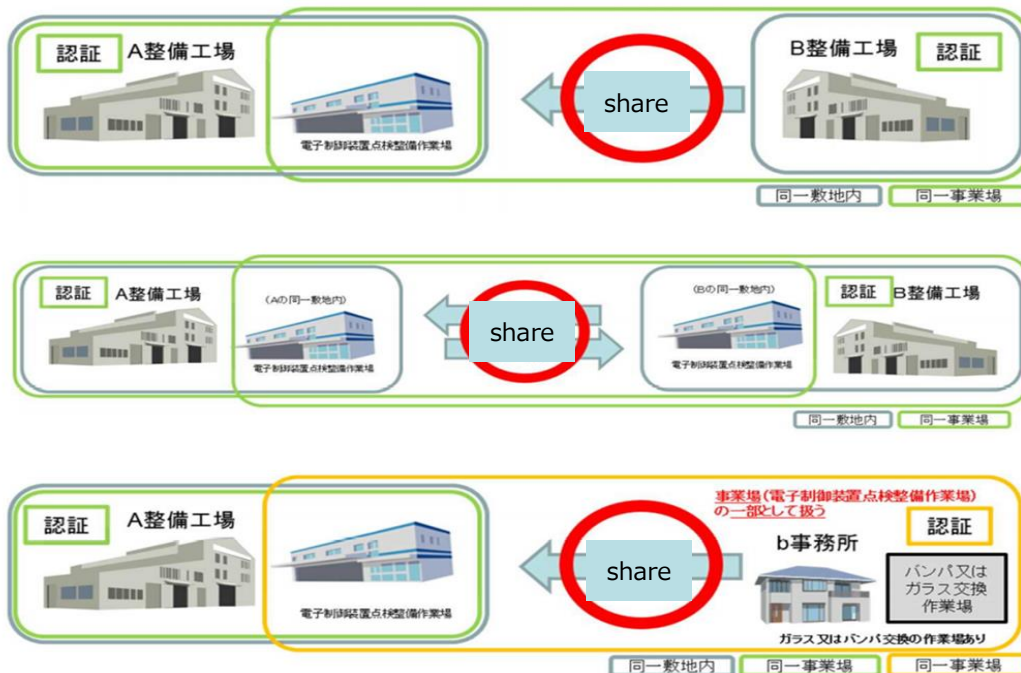 認証 A整備工場
電子制御装置点検整備作業場
share
B整備工場 認証
同一敷地内 同一事業場
認証 A整備工場
(Aの同一敷地内)
電子制御装置点検整備作業場
share
(Bの同一敷地内)
電子制御装置点検整備作業場
認証 B整備工場
同一敷地内 同一事業場
認証 A整備工場
電子制御装置点検整備作業場
share
事業場(電子制御装置点検整備作業場)
の一部として扱う
認証
b事務所
バンパ又は
ガラス交換
作業場
ガラス又はバンパ交換の作業場あり
同一敷地内 同一事業場 同一事業場